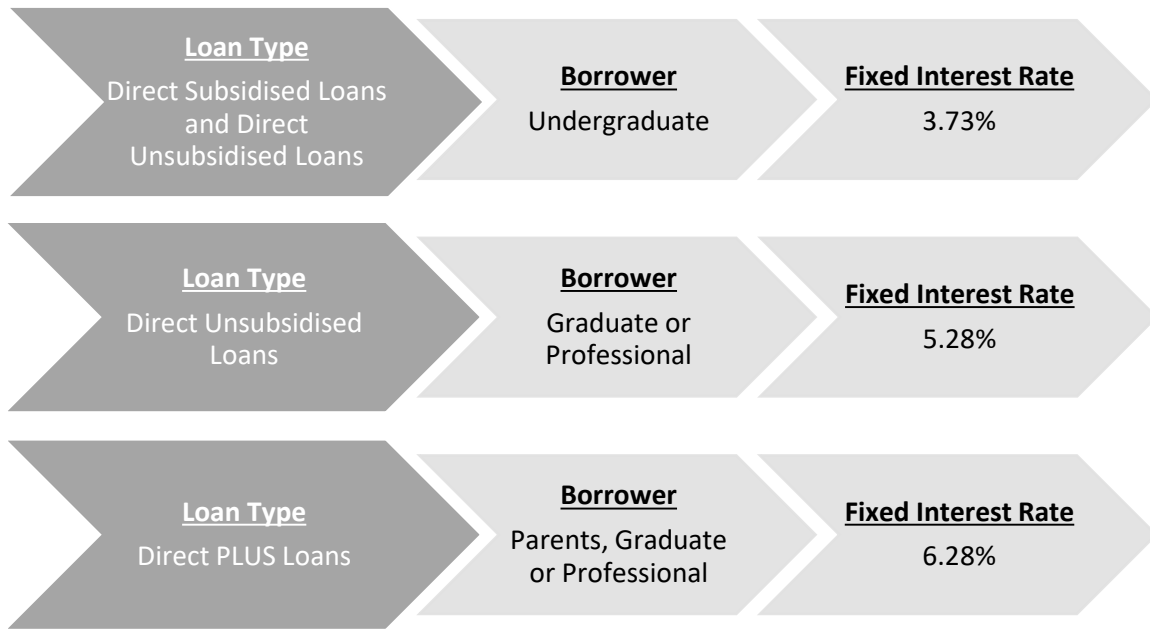 Loan Type
Direct Subsidised Loans
and Direct
Unsubsidised Loans
Borrower
Undergraduate
Fixed Interest Rate
3.73%
Loan Type
Direct Unsubsidised
Loans
Borrower
Graduate or
Professional
Fixed Interest Rate
5.28%
Loan Type
Direct PLUS Loans
Borrower
Parents, Graduate
or Professional
Fixed Interest Rate
6.28%